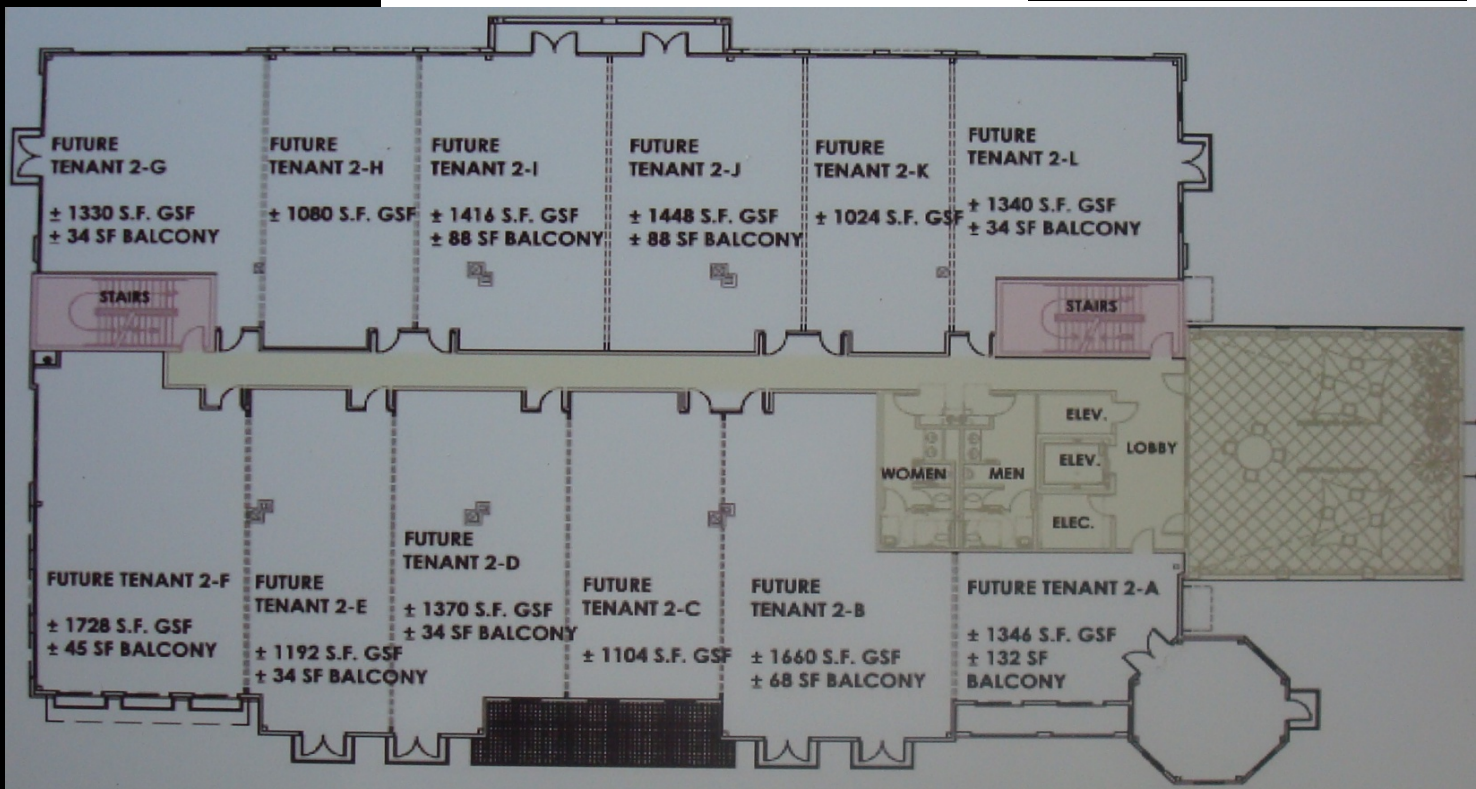 FUTURE
TENANT 2-G
± 1330 S.F. GSF
± 34 SF BALCONY
FUTURE
TENANT 2-H
± 1080 S.F. GSF
FUTURE
TENANT 2-I
± 1416 S.F. GSF
± 88 SF BALCONY
FUTURE
TENANT 2-J
± 1448 S.F. GSF
± 88 SF BALCONY
FUTURE
TENANT 2-K
± 1024 S.F. GSF
FUTURE
TENANT 2-L
± 1340 S.F. GSF
± 34 SF BALCONY
STAIRS
STAIRS
WOMEN
MEN
ELEV.
ELEV.
ELEC.
LOBBY
FUTURE TENANT 2-F
± 1728 S.F. GSF
± 45 SF BALCONY
FUTURE
TENANT 2-E
± 1192 S.F. GSF
± 34 SF BALCONY
FUTURE
TENANT 2-D
± 1370 S.F. GSF
± 34 SF BALCONY
FUTURE
TENANT 2-C
± 1104 S.F. GSF
FUTURE
TENANT 2-B
± 1660 S.F. GSF
± 68 SF BALCONY
FUTURE TENANT 2-A
± 1346 S.F. GSF
± 132 SF
BALCONY